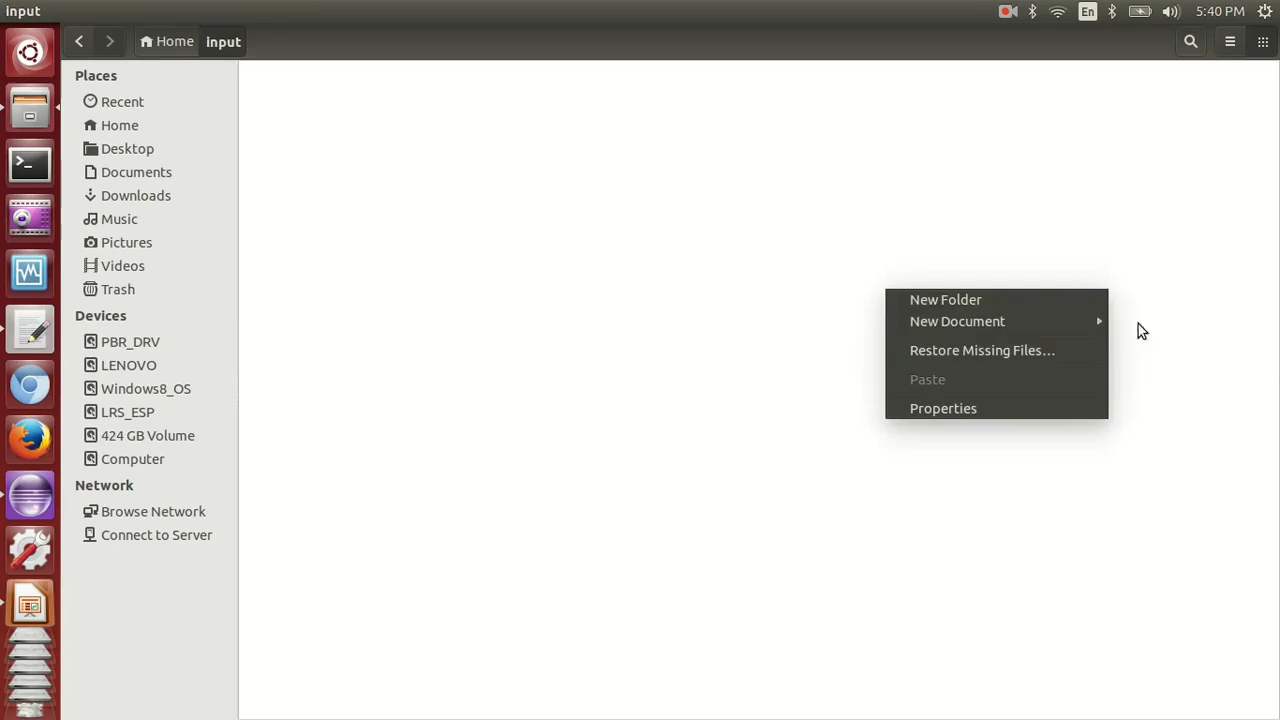 input
En
5:40 PM
Home
input
Places
Recent
Home
Desktop
Documents
Downloads
Music
Pictures
Videos
Trash
Devices
PBR_DRV
LENOVO
Windows8_OS
LRS_ESP
424 GB Volume
Computer
Network
Browse Network
Connect to Server
New Folder
New Document
Restore Missing Files…
Paste
Properties